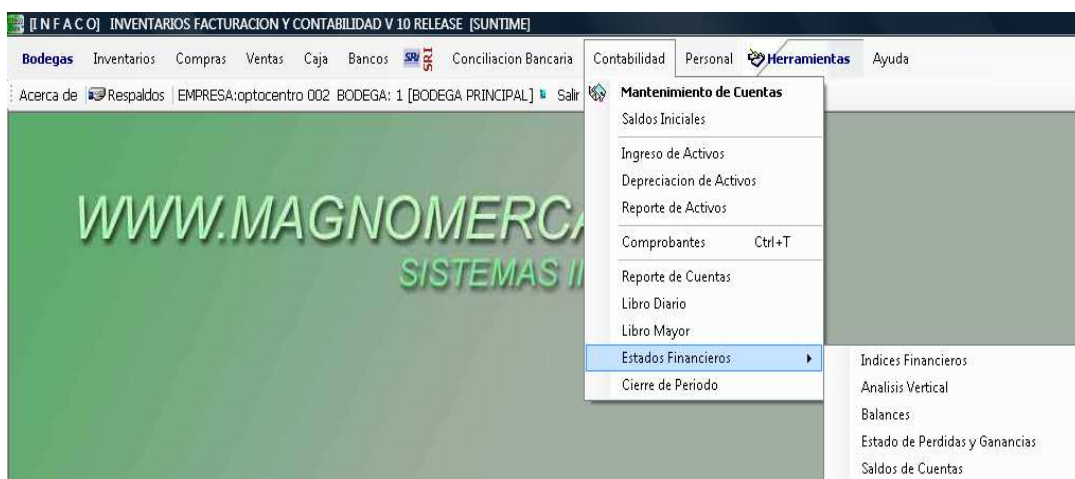 [I N F A C O] INVENTARIOS FACTURACION Y CONTABILIDAD V 10 RELEASE [SUNTIME]
Bodegas Inventarios Compras Ventas Caja Bancos SRI SRI Conciliacion Bancaria Contabilidad Personal Herramientas Ayuda
Acerca de Respaldos EMPRESA:optocentro 002 BODEGA: 1 [BODEGA PRINCIPAL] Salir
Mantenimiento de Cuentas
Saldos Iniciales
Ingreso de Activos
Depreciacion de Activos
Reporte de Activos
Comprobantes Ctrl+T
Reporte de Cuentas
Libro Diario
Libro Mayor
Estados Financieros
Cierre de Periodo
Indices Financieros
Analisis Vertical
Balances
Estado de Perdidas y Ganancias
Saldos de Cuentas
WWW.MAGNOMERCA
SISTEMAS